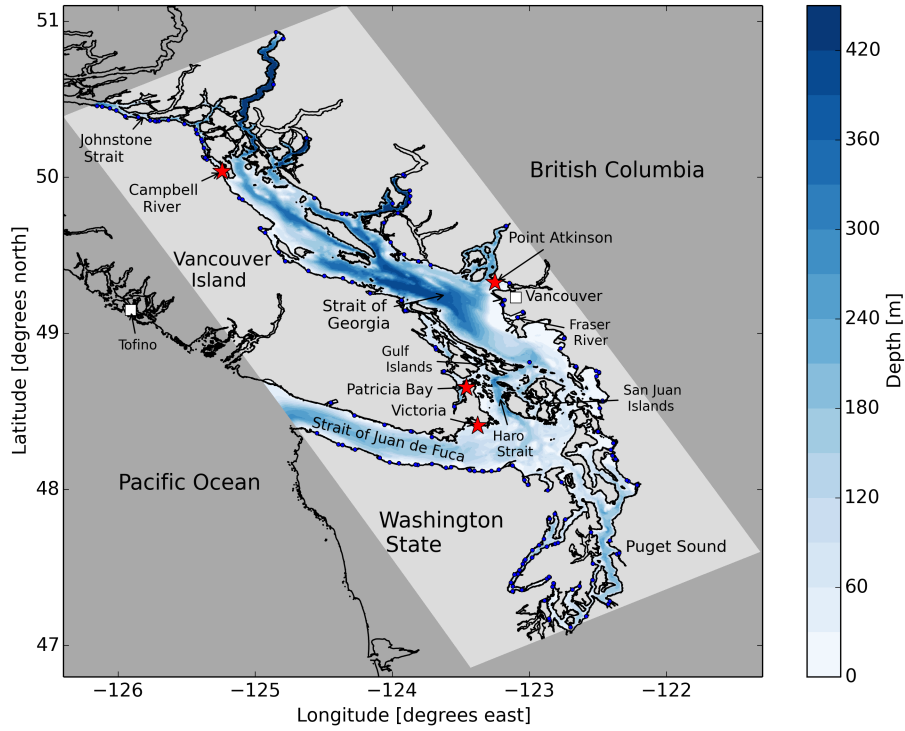 51
50
49
48
47
Latitude [degrees north]
−126
−125
−124
−123
−122
Longitude [degrees east]
Johnstone
Strait
Campbell
River
British Columbia
Point Atkinson
Vancouver
Island
Vancouver
Strait of
Georgia
Fraser
River
Tofino
Gulf
Islands
Patricia Bay
San Juan
Islands
Victoria
Haro
Strait
Strait of Juan de Fuca
Pacific Ocean
Washington
State
Puget Sound
420
360
300
240
180
120
60
0
Depth [m]